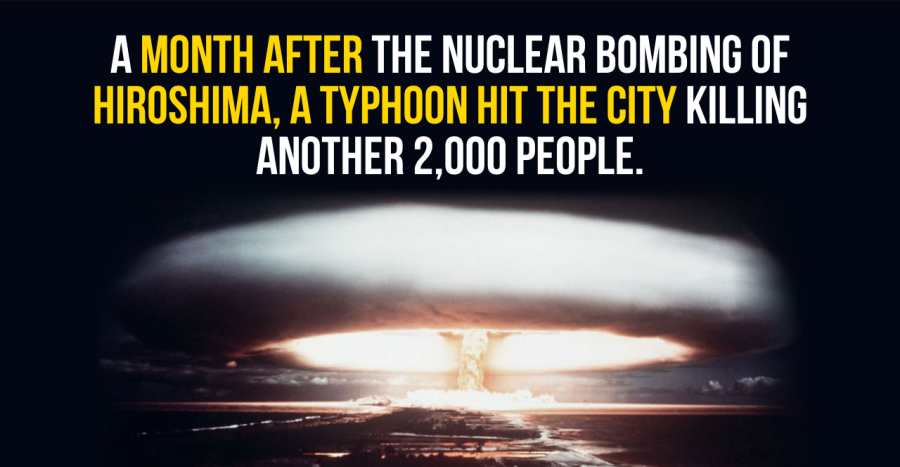 A MONTH AFTER THE NUCLEAR BOMBING OF
HIROSHIMA, A TYPHOON HIT THE CITY KILLING
ANOTHER 2,000 PEOPLE.